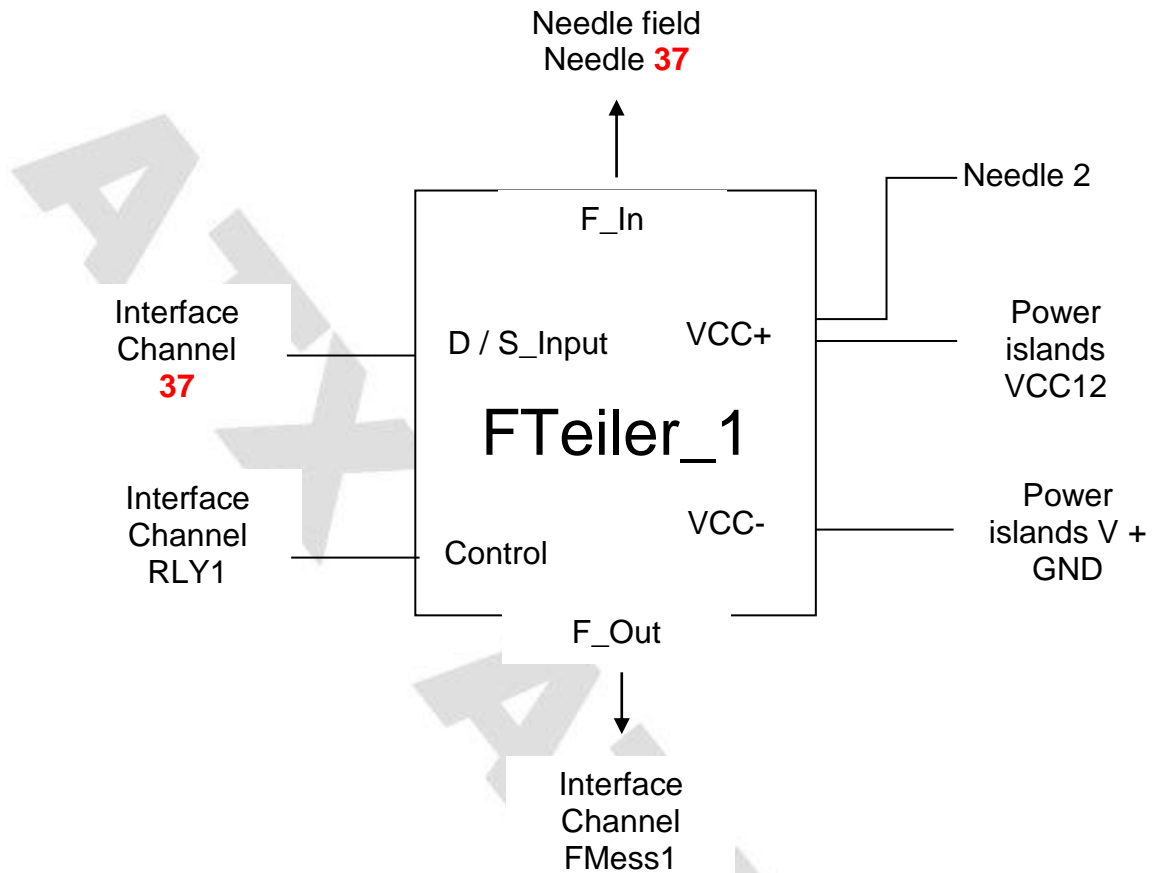 Needle field
Needle 37
F_In
Needle 2
Interface
Channel
37
D / S_Input
VCC+
Power
islands
VCC12
FTeiler_1
Interface
Channel
RLY1
Control
VCC-
Power
islands V +
GND
F_Out
Interface
Channel
FMess1
ATX
A